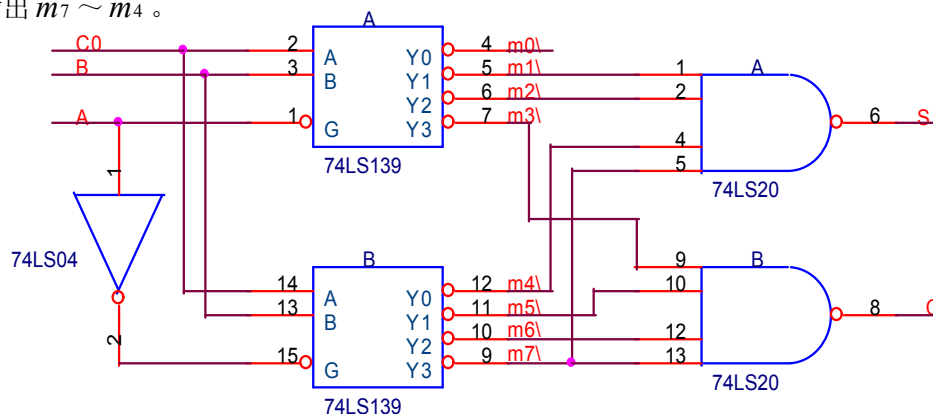 出 m7 ～ m4 。
A
C0 2 A Y0 4 m0\
B 3 B Y1 5 m1\ 1 A
Y2 6 m2\ 2 6 S
A 1 G Y3 7 m3\
4
5
74LS139
74LS20
1
74LS04
2
B
14 A Y0 12 m4\ 9 B
13 B Y1 11 m5\ 10 8
Y2 10 m6\ 12
15 G Y3 9 m7\ 13
74LS139
74LS20